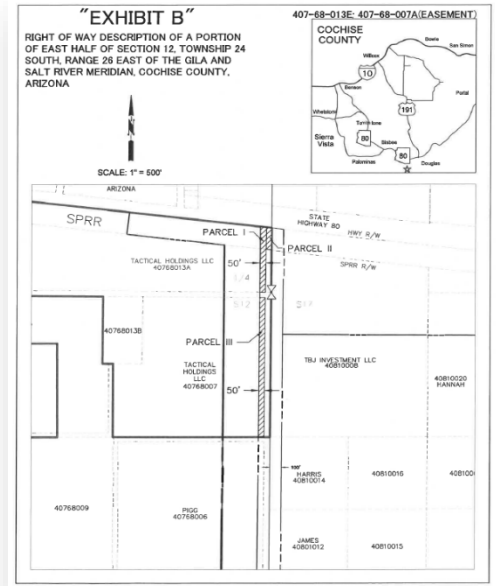 "EXHIBIT B"
RIGHT OF WAY DESCRIPTION OF A PORTION
OF EAST HALF OF SECTION 12, TOWNSHIP 24
SOUTH, RANGE 26 EAST OF THE GILA AND
SALT RIVER MERIDIAN, COCHISE COUNTY,
ARIZONA
N
SCALE: 1" = 500'
407-68-013E; 407-68-007A(EASEMENT)
COCHISE
COUNTY
Bowie
San Simon
Willcox
10
Benson
Portal
191
Whetstone
Tombstone
80
Sierra
Vista
Bisbee
80
Palominas
Douglas
ARIZONA
SPRR
STATE
HIGHWAY 80
HWY R/W
PARCEL I
PARCEL II
SPRR R/W
TACTICAL HOLDINGS LLC
40768013A
50'
1/4
S12
40768013B
PARCEL III
TACTICAL
HOLDINGS
LLC
40768007
TBJ INVESTMENT LLC
40810008
40810020
HANNAH
50'
HARRIS
40810014
40810016
408100
40768009
PIGG
40768006
JAMES
40801012
40810015